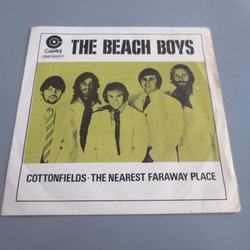 Capitol
THE BEACH BOYS
COTTONFIELDS · THE NEAREST FARAWAY PLACE